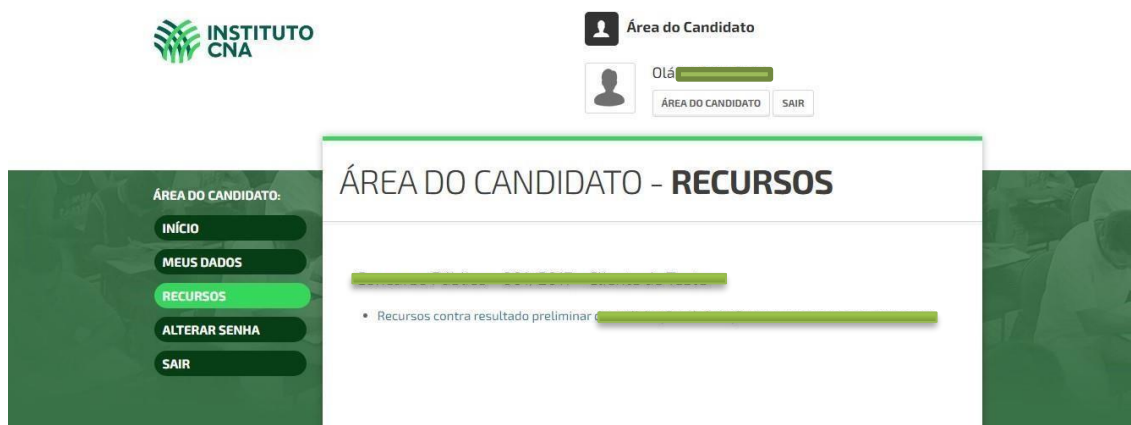 INSTITUTO
CNA
Área do Candidato
Olá
ÁREA DO CANDIDATO
SAIR
ÁREA DO CANDIDATO - RECURSOS
ÁREA DO CANDIDATO:
INÍCIO
MEUS DADOS
RECURSOS
ALTERAR SENHA
SAIR
Recursos contra resultado preliminar